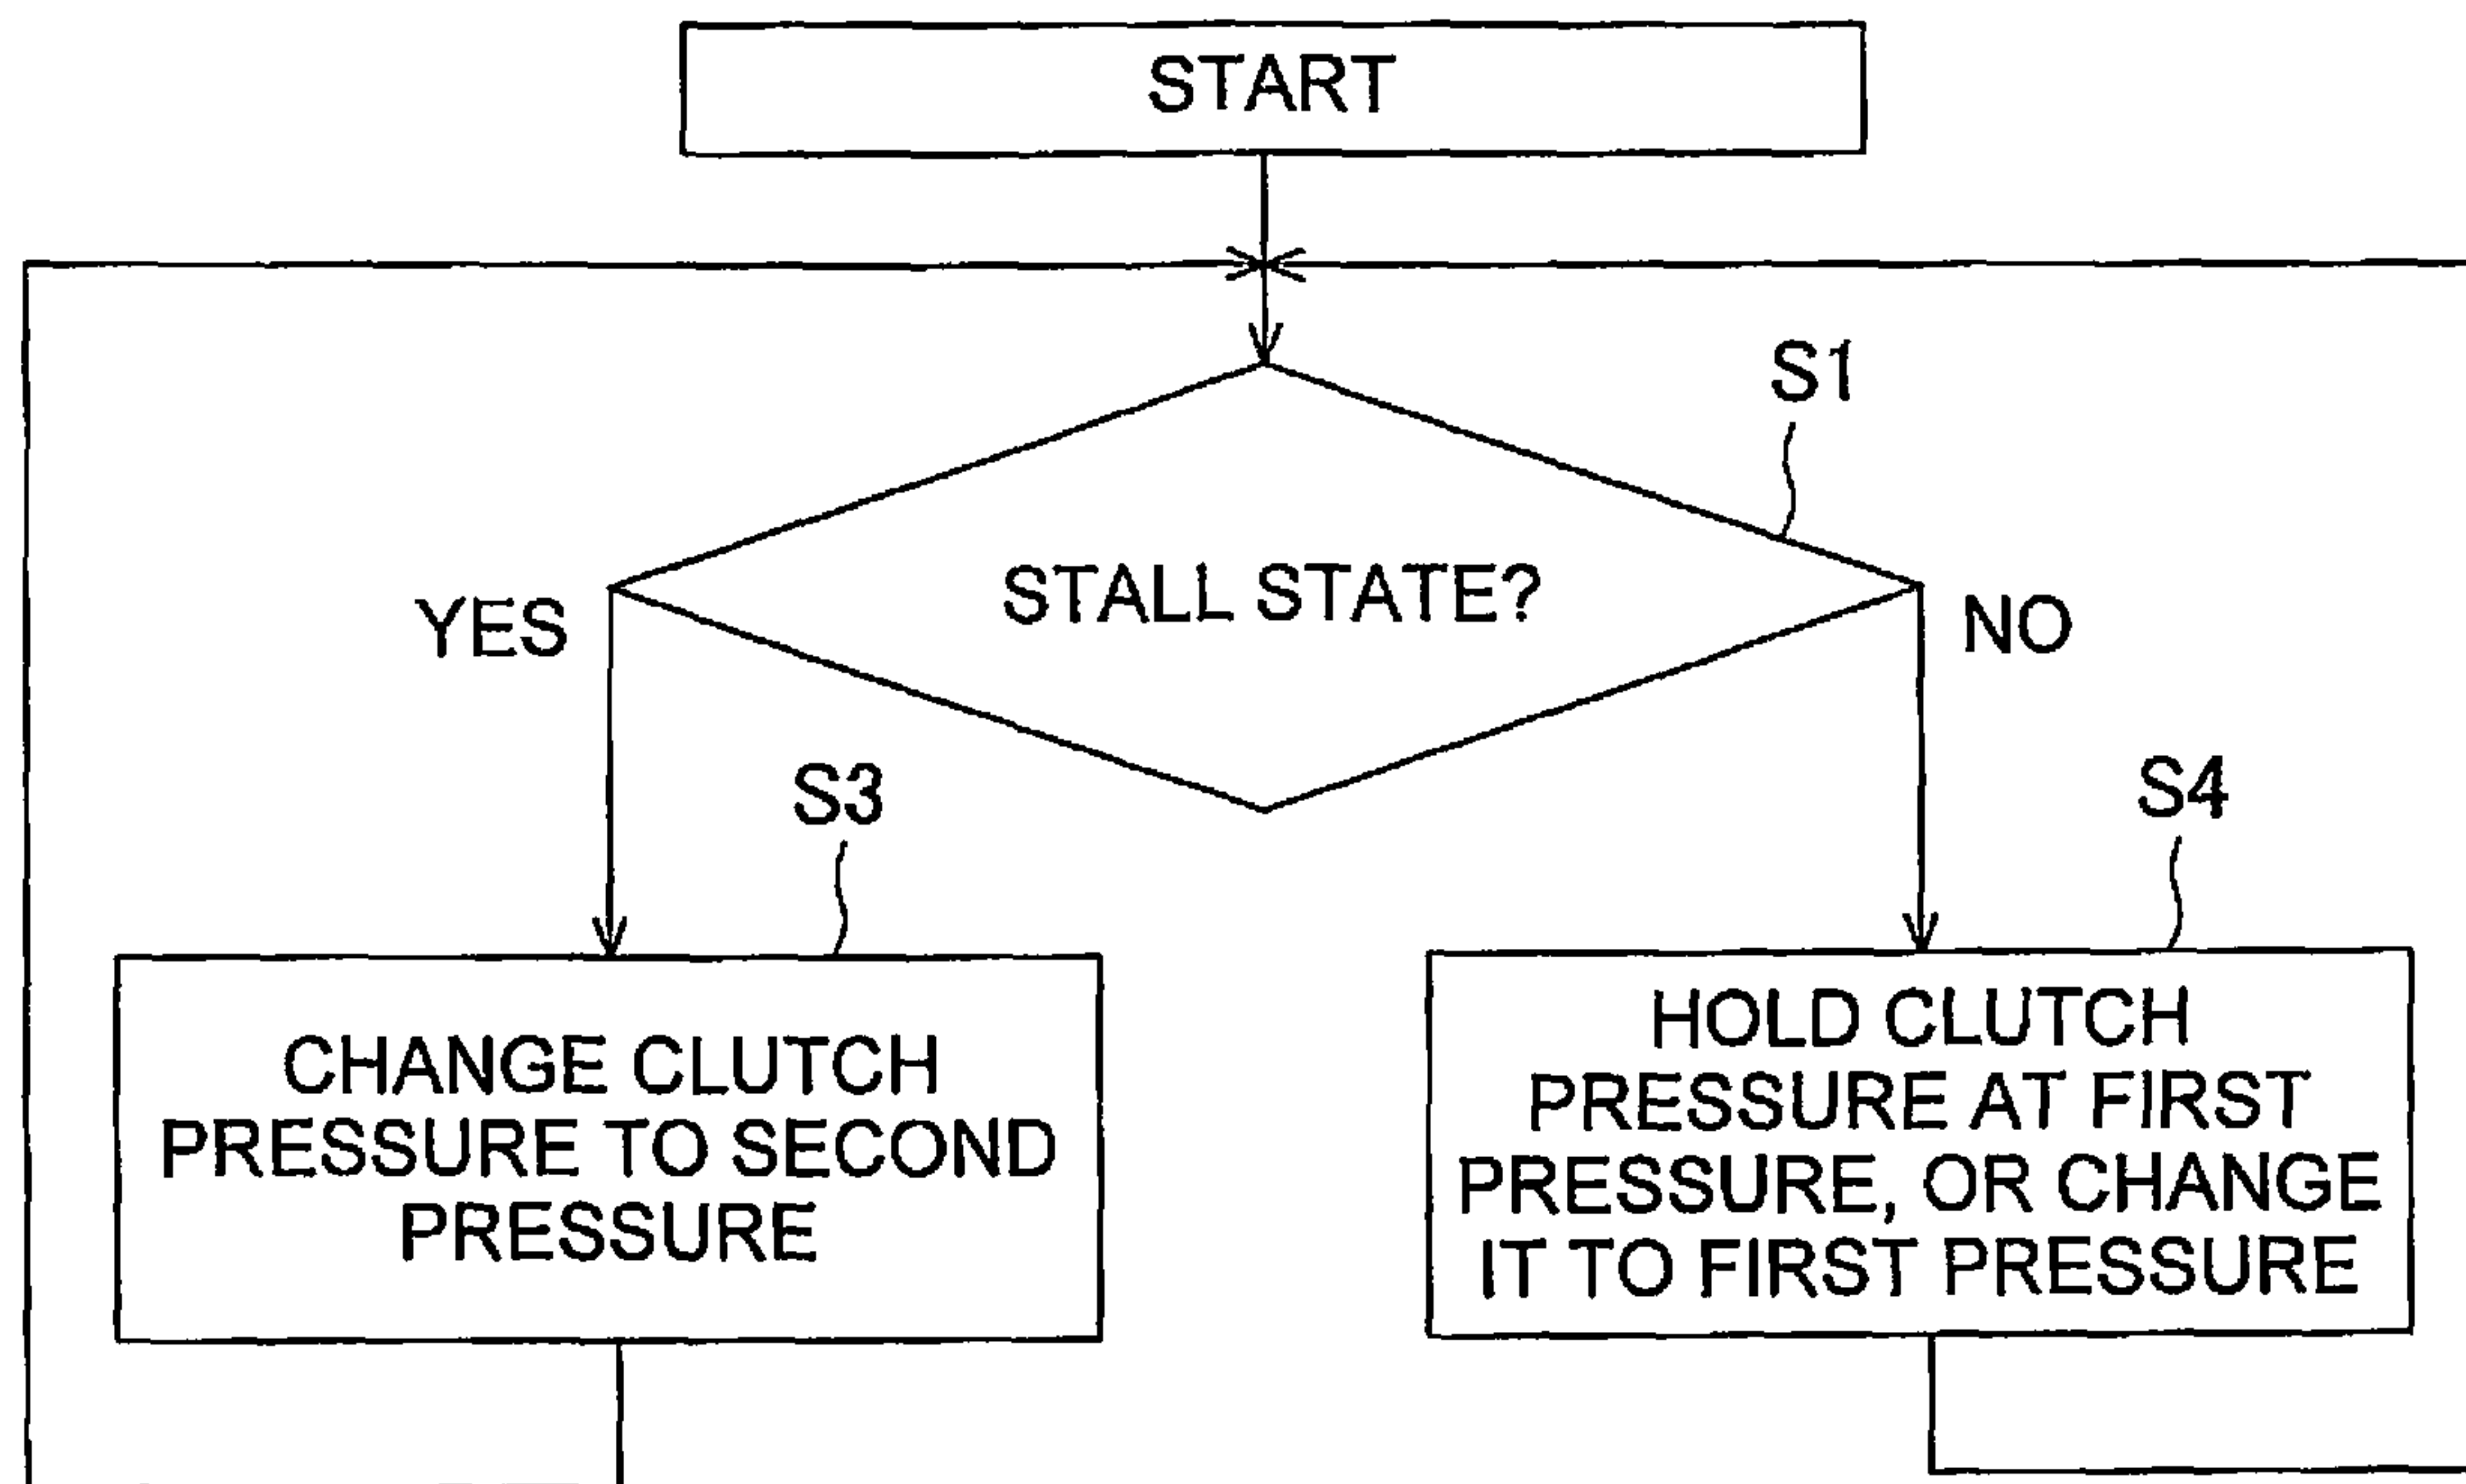 START
S1
STALL STATE?
YES
NO
S3
S4
CHANGE CLUTCH
PRESSURE TO SECOND
PRESSURE
HOLD CLUTCH
PRESSURE AT FIRST
PRESSURE, OR CHANGE
IT TO FIRST PRESSURE